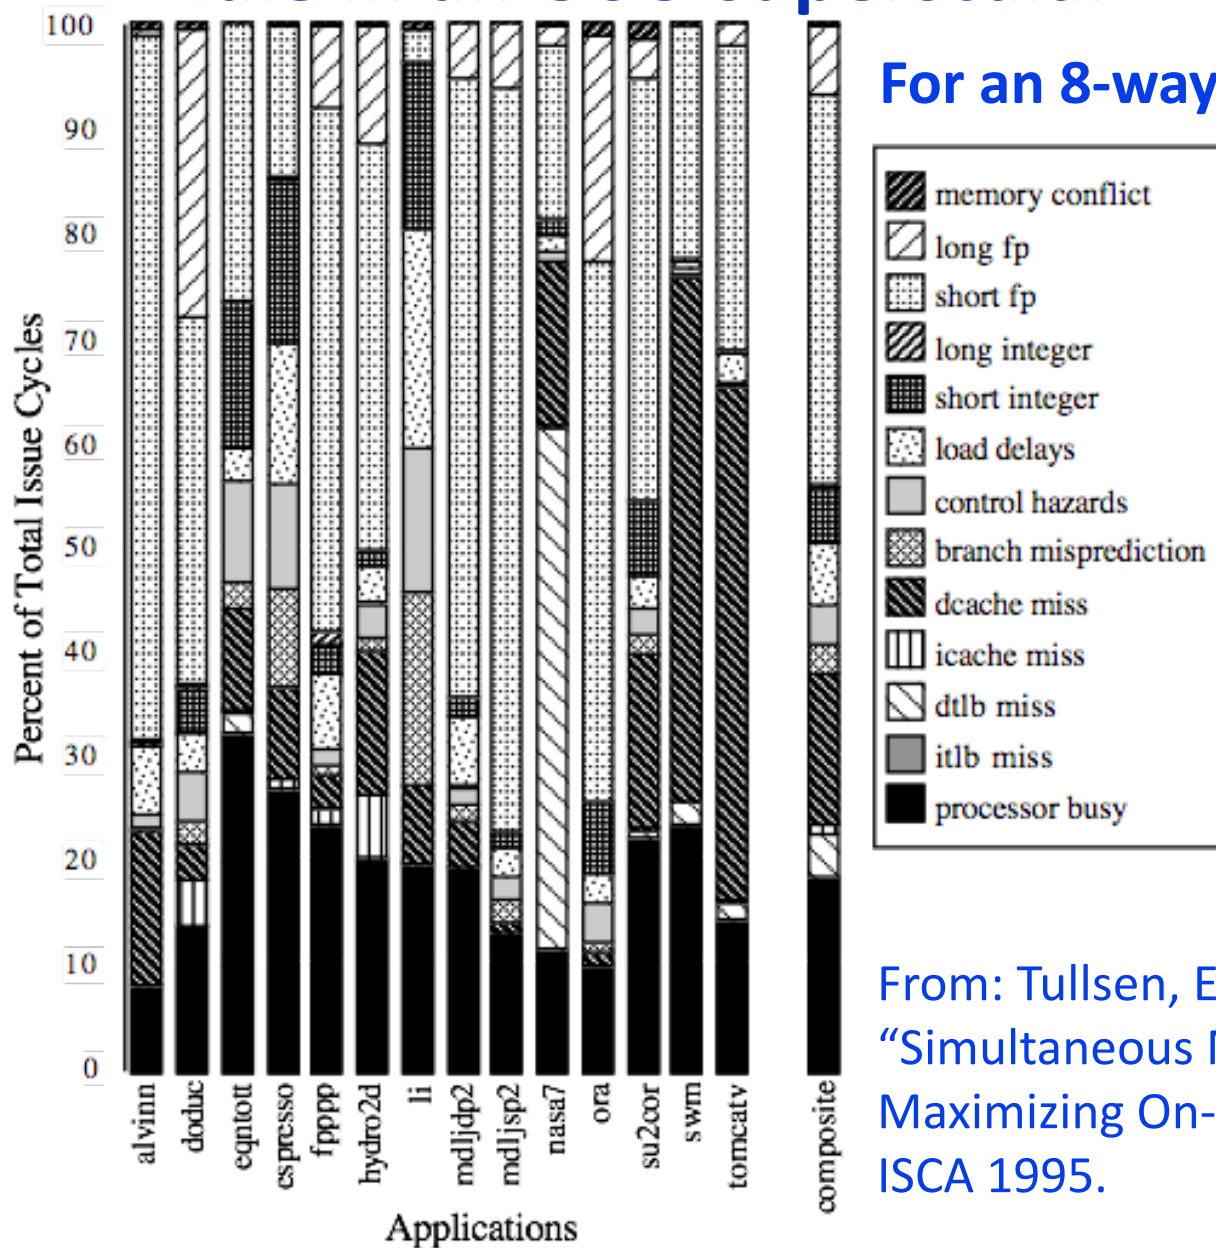 For an 8-way
100
90
80
70
60
50
40
30
20
10
0
Percent of Total Issue Cycles
alvinn
doduc
eqntott
espresso
fpppp
hydro2d
li
mdljdp2
mdljsp2
nasa7
ora
su2cor
swm
tomcatv
composite
Applications
memory conflict
long fp
short fp
long integer
short integer
load delays
control hazards
branch misprediction
dcache miss
icache miss
dtlb miss
itlb miss
processor busy
From: Tullsen, E
“Simultaneous
Maximizing On-
ISCA 1995.